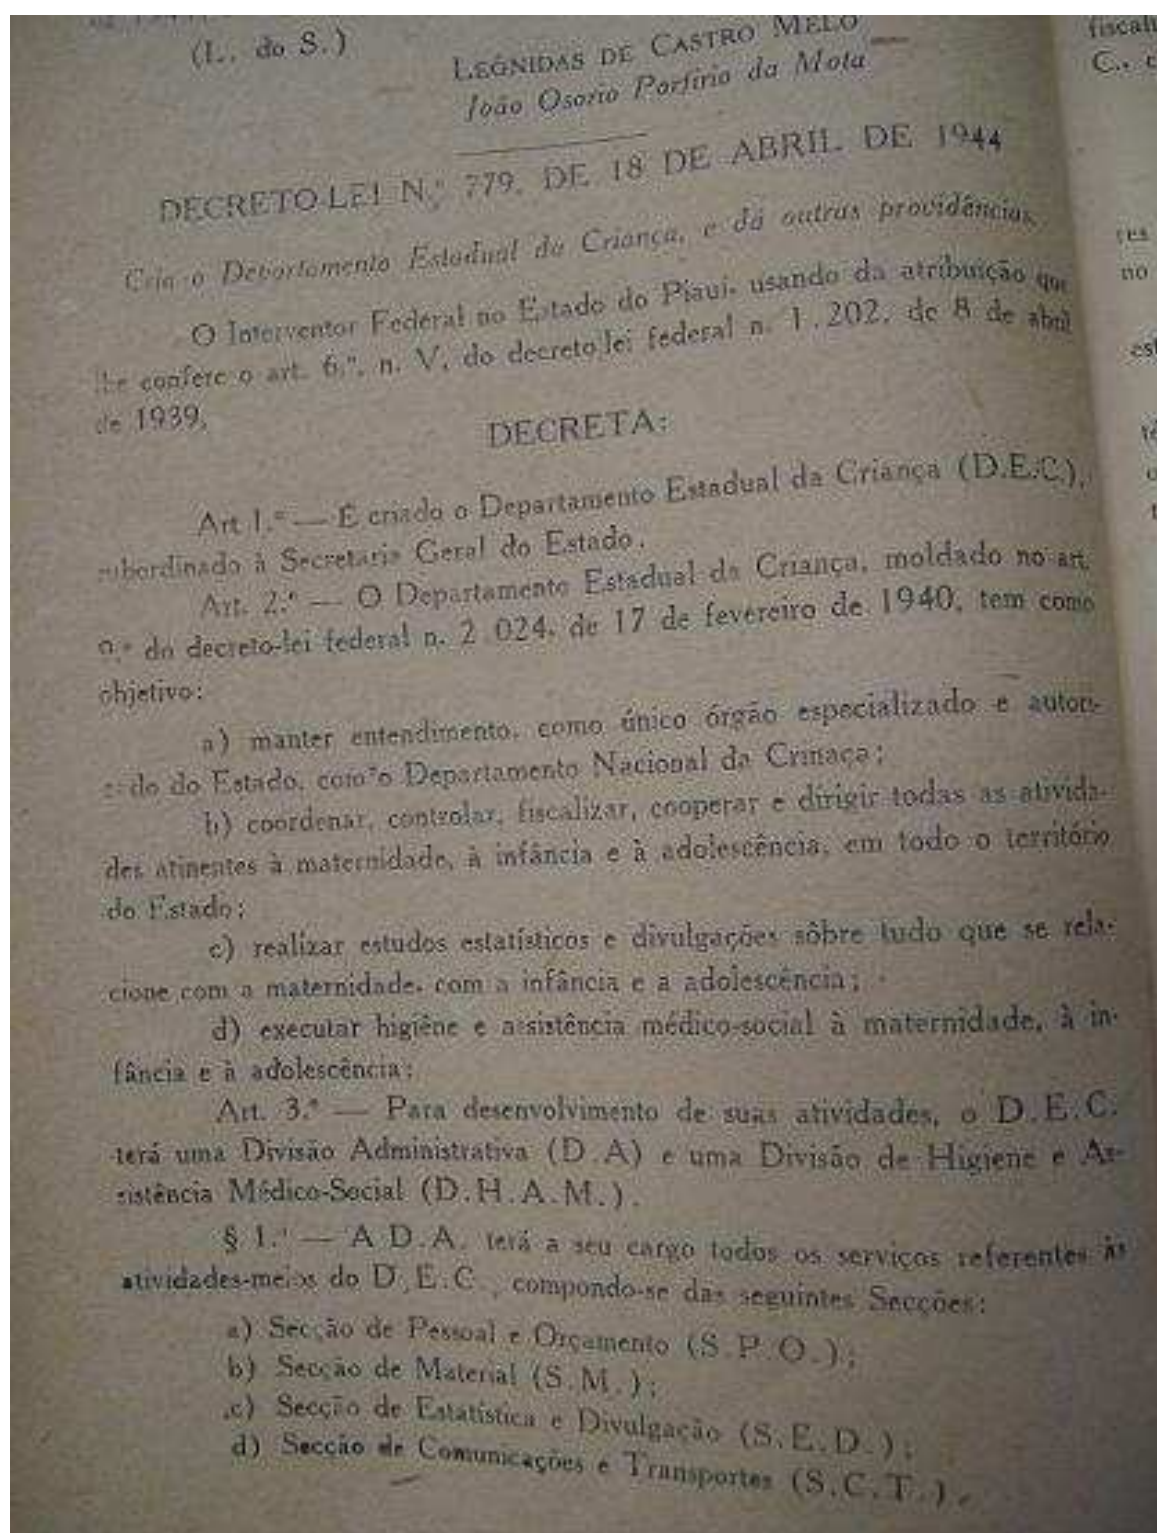 (L. do S.)
LEÔNIDAS DE CASTRO MELO
João Osorio Porfirio da Mota
DECRETO-LEI N.º 779, DE 18 DE ABRIL DE 1944
Cria o Departamento Estadual da Criança, e dá outras providências.
O Interventor Federal no Estado do Piauí, usando da atribuição que
lhe confere o art. 6.º, n. V, do decreto-lei federal n. 1.202, de 8 de abril
de 1939,
DECRETA:
Art 1.º — É criado o Departamento Estadual da Criança (D.E.C.),
subordinado à Secretaria Geral do Estado.
Art. 2.º — O Departamento Estadual da Criança, moldado no art.
do decreto-lei federal n. 2 024, de 17 de fevereiro de 1940, tem como
objetivo:
a) manter entendimento, como único órgão especializado e autori-
zado do Estado, com o Departamento Nacional da Crinaça;
b) coordenar, controlar, fiscalizar, cooperar e dirigir todas as ativida-
des atinentes à maternidade, à infância e à adolescência, em todo o território
do Estado;
c) realizar estudos estatísticos e divulgações sôbre tudo que se rela-
cione com a maternidade, com a infância e a adolescência;
d) executar higiêne e assistência médico-social à maternidade, à in-
fância e à adolescência;
Art. 3.º — Para desenvolvimento de suas atividades, o D.E.C.
terá uma Divisão Administrativa (D.A) e uma Divisão de Higiene e As-
sistência Médico-Social (D.H.A.M.).
§ 1.º — A D.A. terá a seu cargo todos os serviços referentes às
atividades-meios do D.E.C., compondo-se das seguintes Secções:
a) Secção de Pessoal e Orçamento (S.P.O.);
b) Secção de Material (S.M.);
c) Secção de Estatística e Divulgação (S.E.D.);
d) Secção de Comunicações e Transportes (S.C.T.).